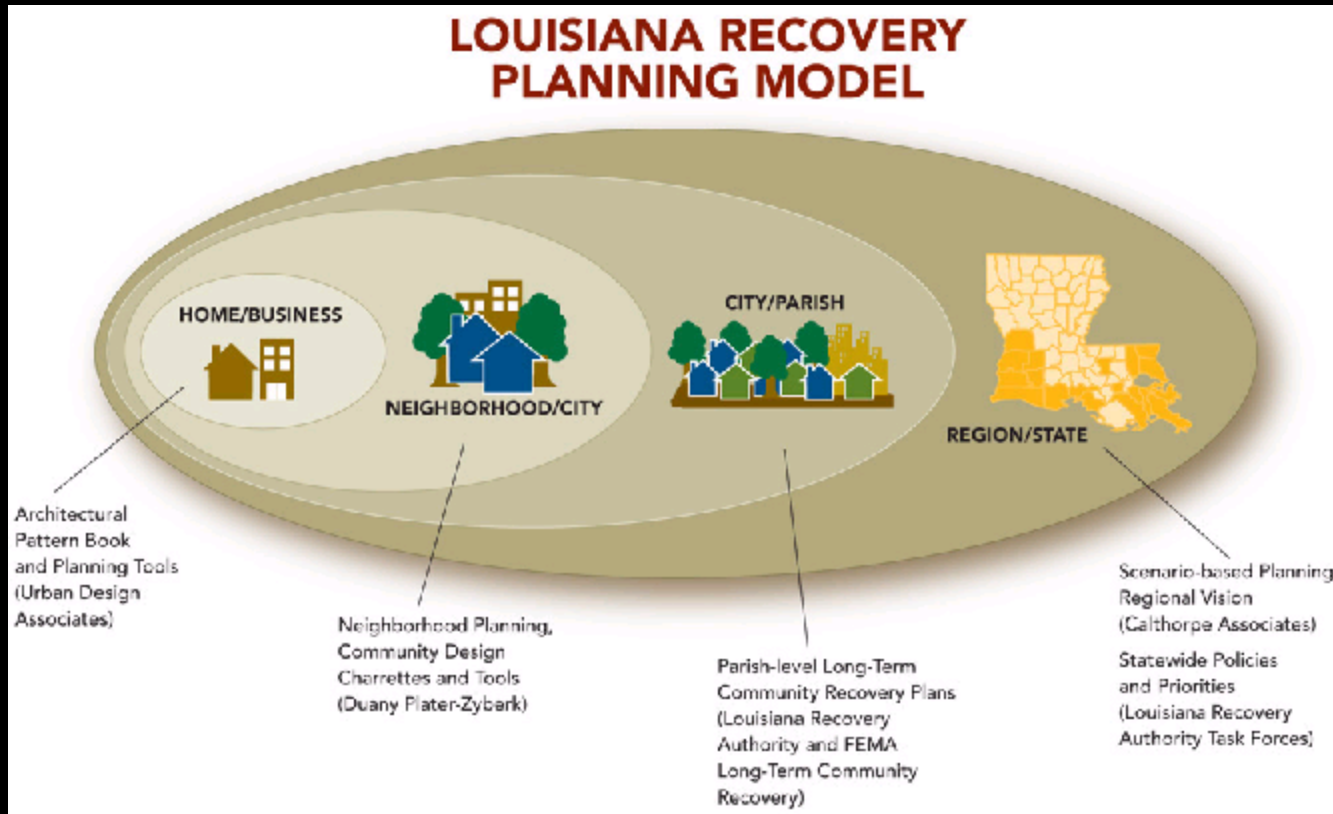 LOUISIANA RECOVERY
PLANNING MODEL
HOME/BUSINESS
NEIGHBORHOOD/CITY
CITY/PARISH
REGION/STATE
Architectural
Pattern Book
and Planning Tools
(Urban Design
Associates)
Neighborhood Planning,
Community Design
Charrettes and Tools
(Duany Plater-Zyberk)
Parish-level Long-Term
Community Recovery Plans
(Louisiana Recovery
Authority and FEMA
Long-Term Community
Recovery)
Scenario-based Planning
Regional Vision
(Calthorpe Associates)
Statewide Policies
and Priorities
(Louisiana Recovery
Authority Task Forces)